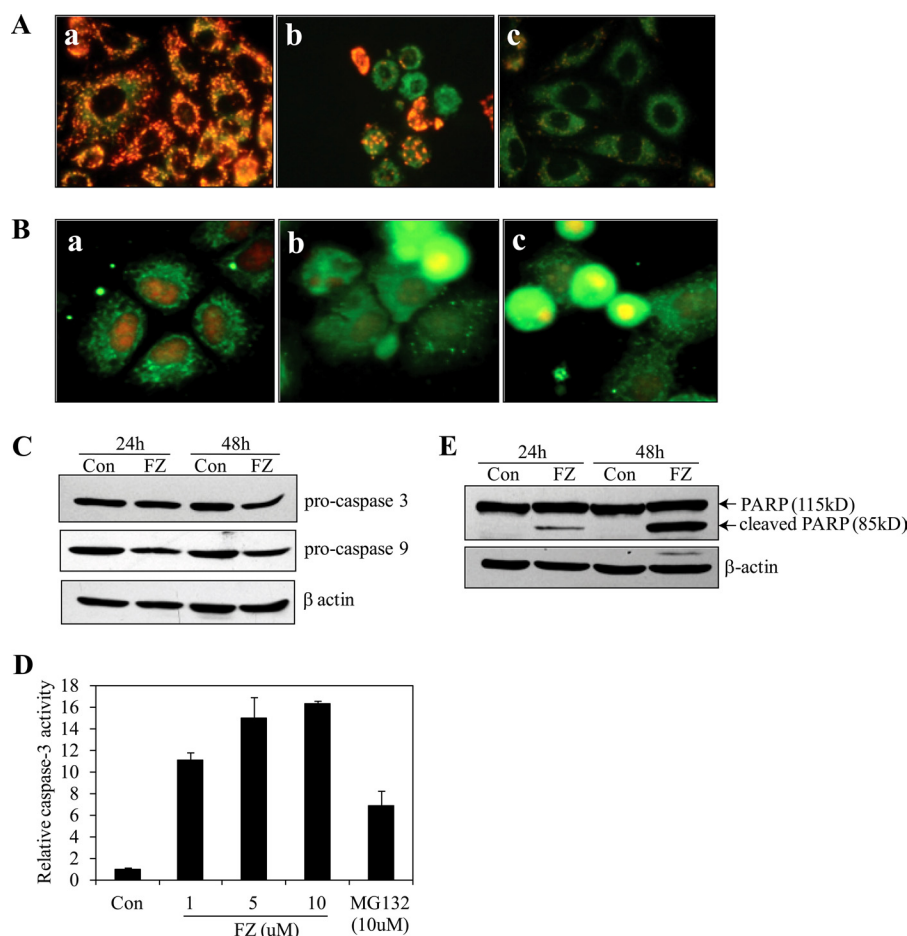 A
a
b
c
B
a
b
c
C
24h
48h
Con FZ Con FZ
pro-caspase 3
pro-caspase 9
β actin
E
24h
48h
Con FZ Con FZ
PARP (115kD)
cleaved PARP (85kD)
β-actin
D
Relative caspase-3 activity
18
16
14
12
10
8
6
4
2
0
Con 1 5 10 MG132
FZ (uM) (10uM)